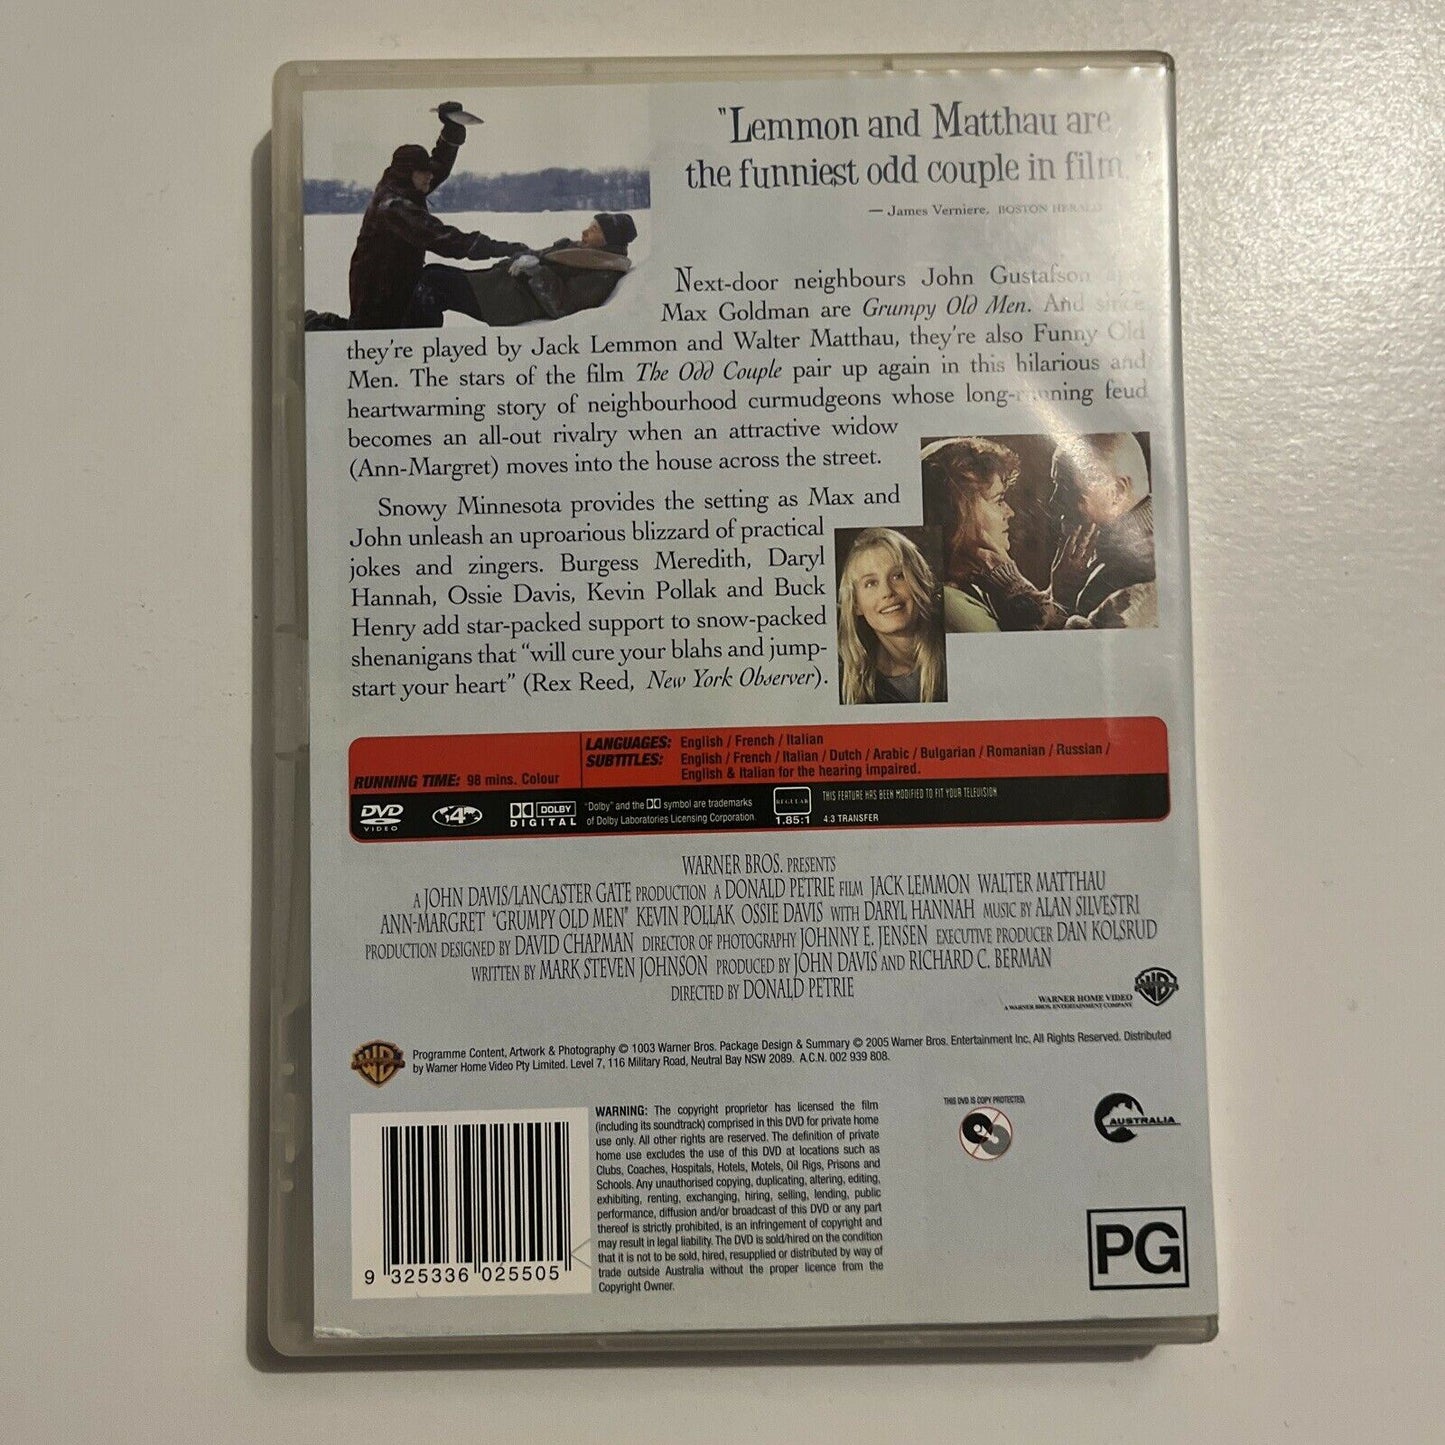 "Lemmon and Matthau are
the funniest odd couple in film."
— James Verniere, BOSTON HERALD
Next-door neighbours John Gustafson
Max Goldman are Grumpy Old Men. And since
they're played by Jack Lemmon and Walter Matthau, they're also Funny Old
Men. The stars of the film The Odd Couple pair up again in this hilarious and
heartwarming story of neighbourhood curmudgeons whose long-running feud
becomes an all-out rivalry when an attractive widow
(Ann-Margret) moves into the house across the street.
Snowy Minnesota provides the setting as Max and
John unleash an uproarious blizzard of practical
jokes and zingers. Burgess Meredith, Daryl
Hannah, Ossie Davis, Kevin Pollak and Buck
Henry add star-packed support to snow-packed
shenanigans that "will cure your blahs and jump-
start your heart" (Rex Reed, New York Observer).
RUNNING TIME: 98 mins. Colour
LANGUAGES: English / French / Italian
SUBTITLES: English / French / Italian / Dutch / Arabic / Bulgarian / Romanian / Russian /
English & Italian for the hearing impaired.
DVD
VIDEO
4
DOLBY
DIGITAL
"Dolby" and the DD symbol are trademarks
of Dolby Laboratories Licensing Corporation.
REGULAR
1.85:1
THIS FEATURE HAS BEEN MODIFIED TO FIT YOUR TELEVISION
4:3 TRANSFER
WARNER BROS. PRESENTS
A JOHN DAVIS/LANCASTER GATE PRODUCTION A DONALD PETRIE FILM JACK LEMMON WALTER MATTHAU
ANN-MARGRET "GRUMPY OLD MEN" KEVIN POLLAK OSSIE DAVIS WITH DARYL HANNAH MUSIC BY ALAN SILVESTRI
PRODUCTION DESIGNED BY DAVID CHAPMAN DIRECTOR OF PHOTOGRAPHY JOHNNY E. JENSEN EXECUTIVE PRODUCER DAN KOLSRUD
WRITTEN BY MARK STEVEN JOHNSON PRODUCED BY JOHN DAVIS AND RICHARD C. BERMAN
DIRECTED BY DONALD PETRIE
WARNER HOME VIDEO
A WARNER BROS. ENTERTAINMENT COMPANY
WB
WB
Programme Content, Artwork & Photography © 1003 Warner Bros. Package Design & Summary © 2005 Warner Bros. Entertainment Inc. All Rights Reserved. Distributed
by Warner Home Video Pty Limited. Level 7, 116 Military Road, Neutral Bay NSW 2089. A.C.N. 002 939 808.
WARNING: The copyright proprietor has licensed the film
(including its soundtrack) comprised in this DVD for private home
use only. All other rights are reserved. The definition of private
home use excludes the use of this DVD at locations such as
Clubs, Coaches, Hospitals, Hotels, Motels, Oil Rigs, Prisons and
Schools. Any unauthorised copying, duplicating, altering, editing,
exhibiting, renting, exchanging, hiring, selling, lending, public
performance, diffusion and/or broadcast of this DVD or any part
thereof is strictly prohibited, is an infringement of copyright and
may result in legal liability. The DVD is sold/hired on the condition
that it is not to be sold, hired, resupplied or distributed by way of
trade outside Australia without the proper licence from the
Copyright Owner.
9 325336 025505
THIS DVD IS COPY PROTECTED.
AUSTRALIA
PG